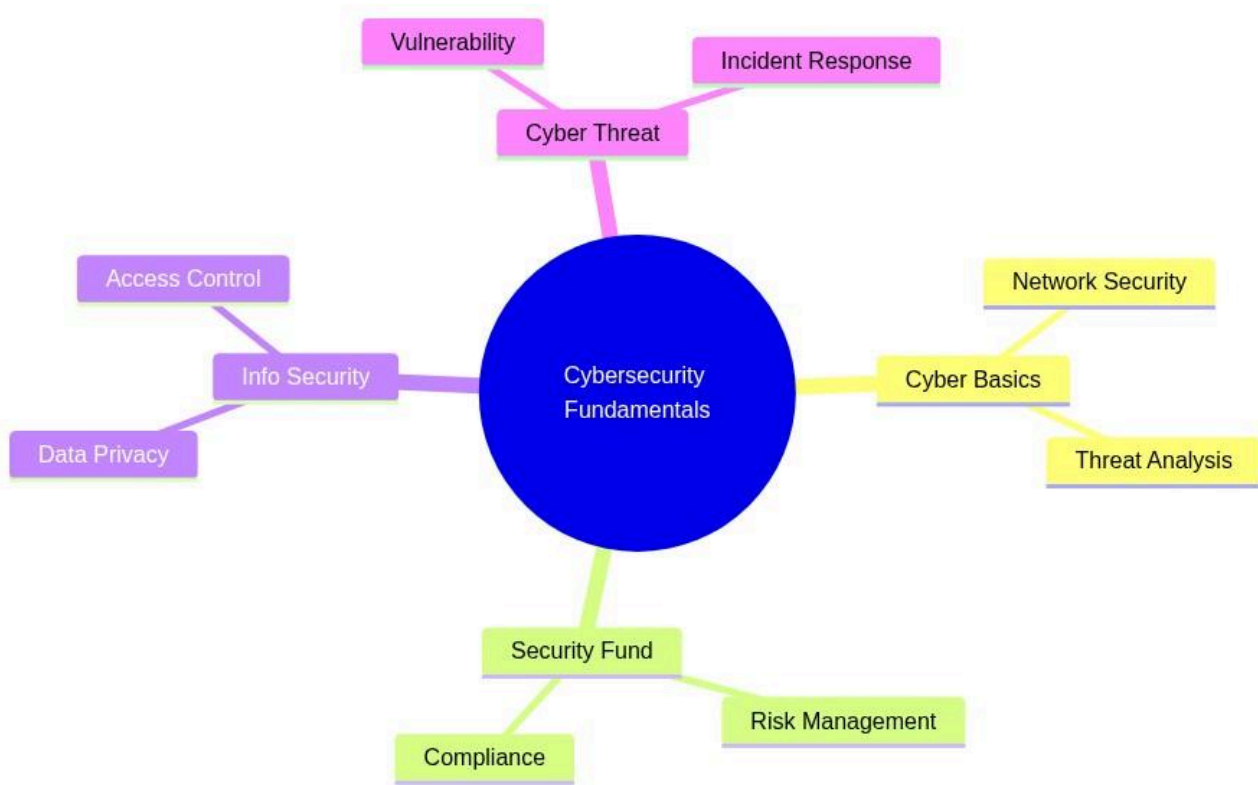 Vulnerability
Incident Response
Cyber Threat
Access Control
Network Security
Info Security
Cybersecurity
Fundamentals
Cyber Basics
Data Privacy
Threat Analysis
Security Fund
Risk Management
Compliance